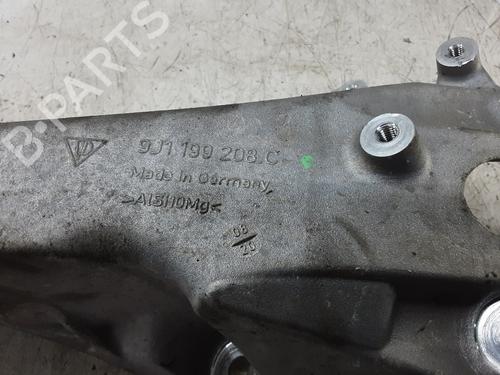 B-PARTS
9J1.199.208.C
Made In Germany
>AlSi10Mg<
08
20